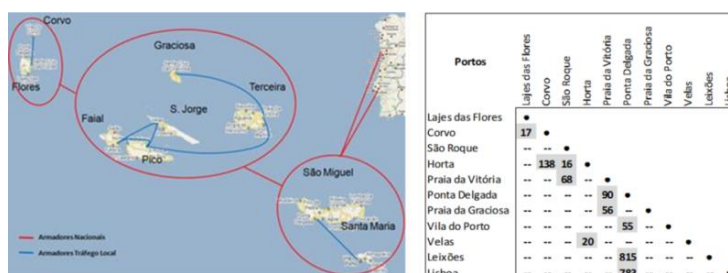 Corvo
Flores
Graciosa
Terceira
S. Jorge
Faial
Pico
São Miguel
Santa Maria
Armadores Nacionais
Armadores Tráfego Local
Portos Lajes das Flores Corvo São Roque Horta Praia da Vitória Ponta Delgada Praia da Graciosa Vila do Porto Velas Leixões
Lajes das Flores •
Corvo 17 •
São Roque -- -- •
Horta -- 138 16 •
Praia da Vitória -- -- 68 -- •
Ponta Delgada -- -- -- -- 90 •
Praia da Graciosa -- -- -- -- 56 -- •
Vila do Porto -- -- -- -- -- 55 -- •
Velas -- -- -- 20 -- -- -- -- •
Leixões -- -- -- -- -- 815 -- -- -- •
Lisboa -- -- -- -- -- 783 -- -- -- --